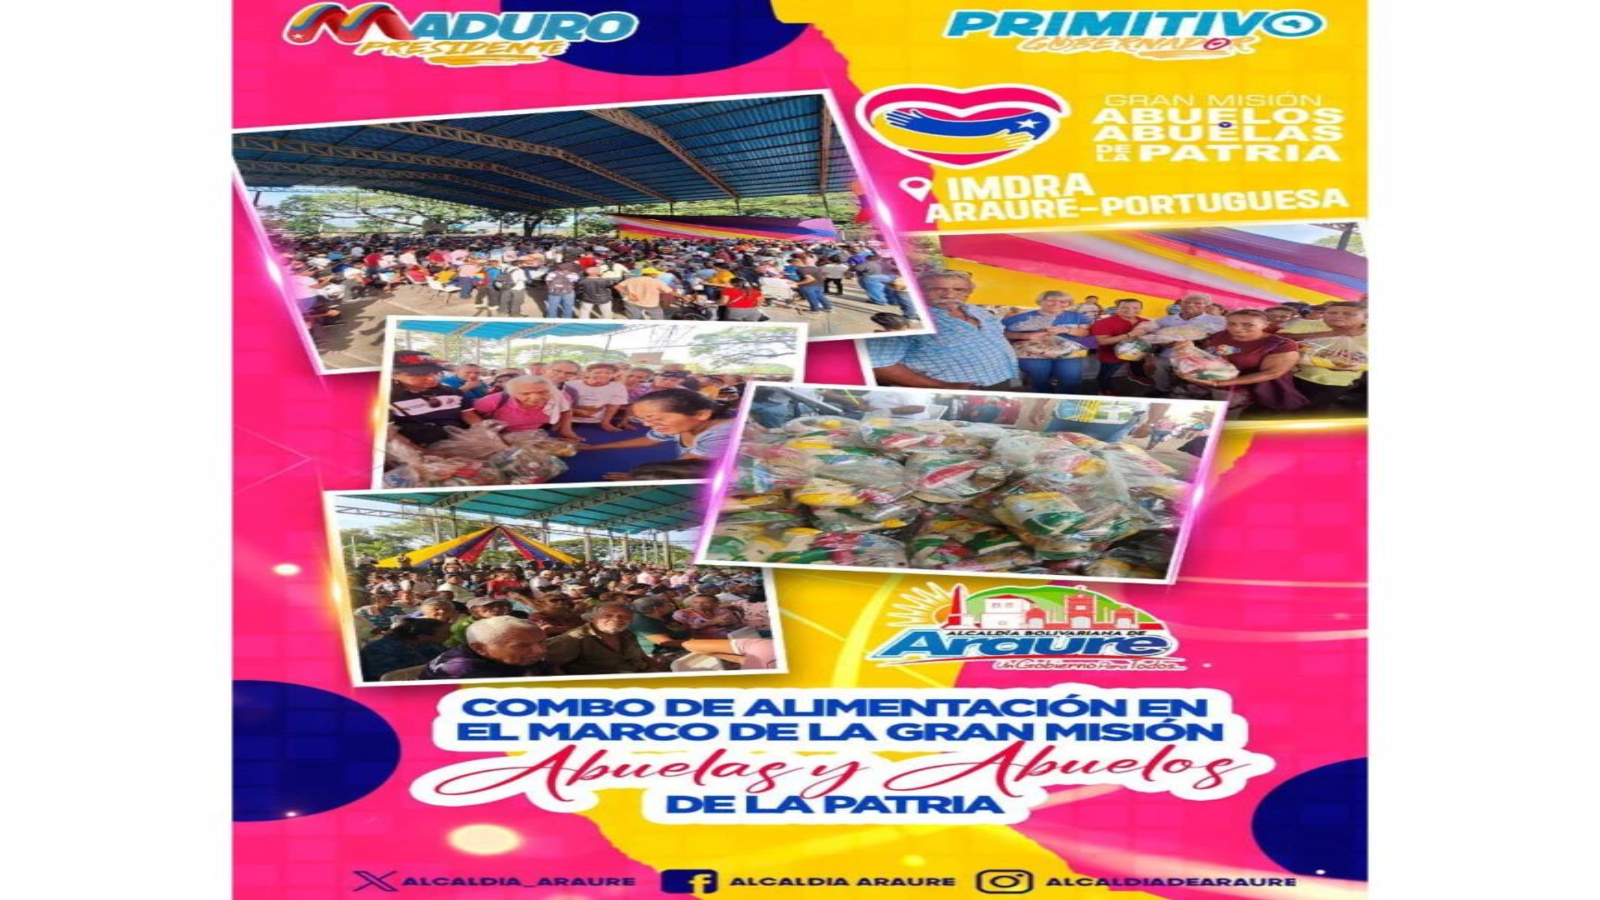 MADURO
PRESIDENTE
PRIMITIVO
GOBERNADOR
GRAN MISIÓN
ABUELOS
ABUELAS
DE LA PATRIA
IMDRA
ARAURE-PORTUGUESA
ALCALDÍA BOLIVARIANA DE
Araure
Un Gobierno Para Todos...
COMBO DE ALIMENTACIÓN EN
EL MARCO DE LA GRAN MISIÓN
Abuelas y Abuelos
DE LA PATRIA
ALCALDIA_ARAURE
ALCALDIA ARAURE
ALCALDIADEARAURE